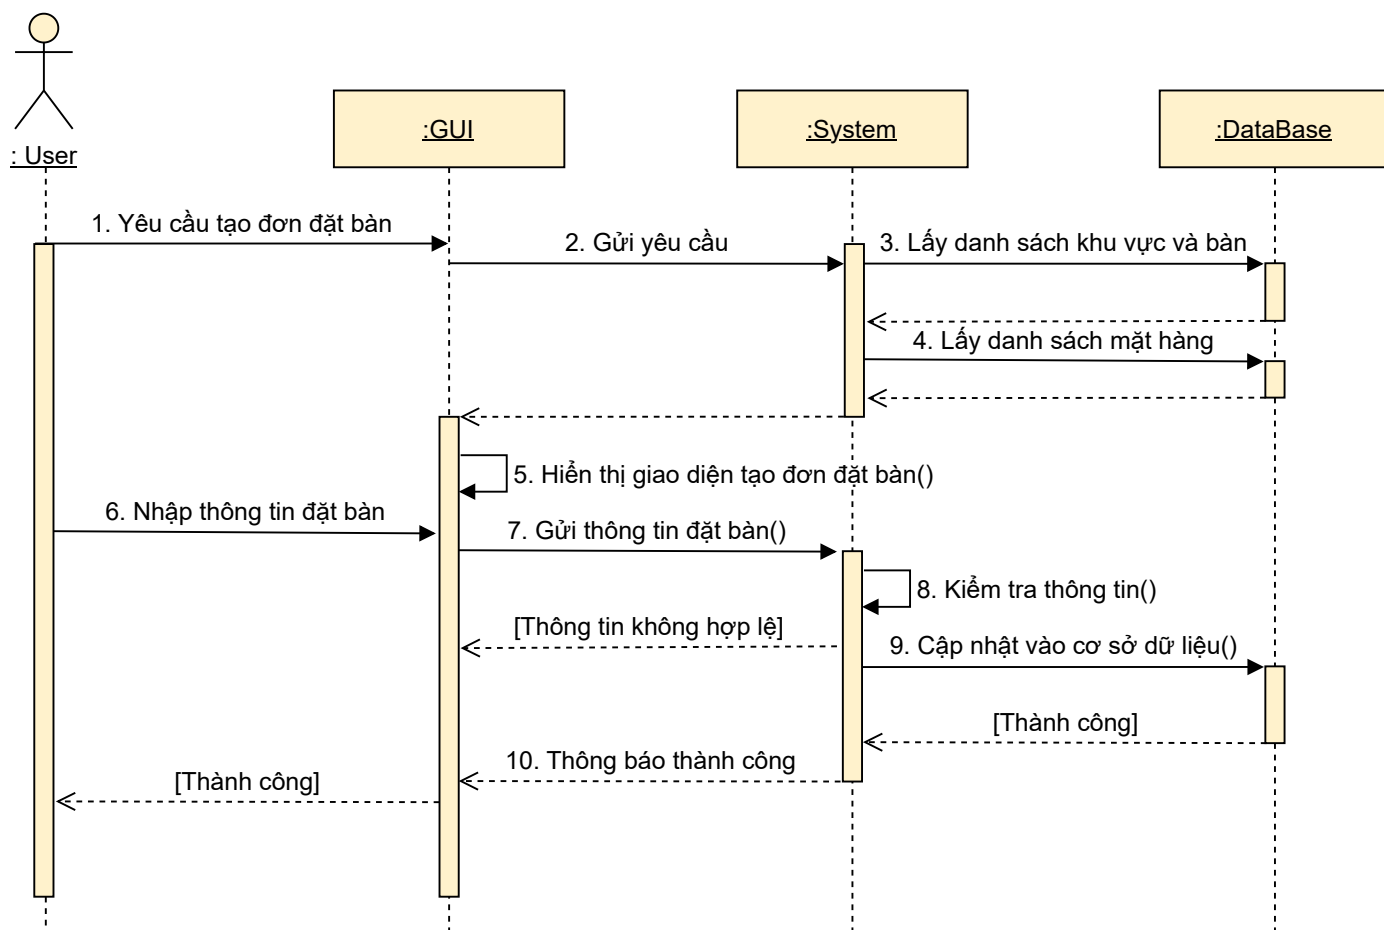 : User
:GUI
:System
:DataBase
1. Yêu cầu tạo đơn đặt bàn
2. Gửi yêu cầu
3. Lấy danh sách khu vực và bàn
4. Lấy danh sách mặt hàng
5. Hiển thị giao diện tạo đơn đặt bàn()
6. Nhập thông tin đặt bàn
7. Gửi thông tin đặt bàn()
8. Kiểm tra thông tin()
[Thông tin không hợp lệ]
9. Cập nhật vào cơ sở dữ liệu()
[Thành công]
10. Thông báo thành công
[Thành công]